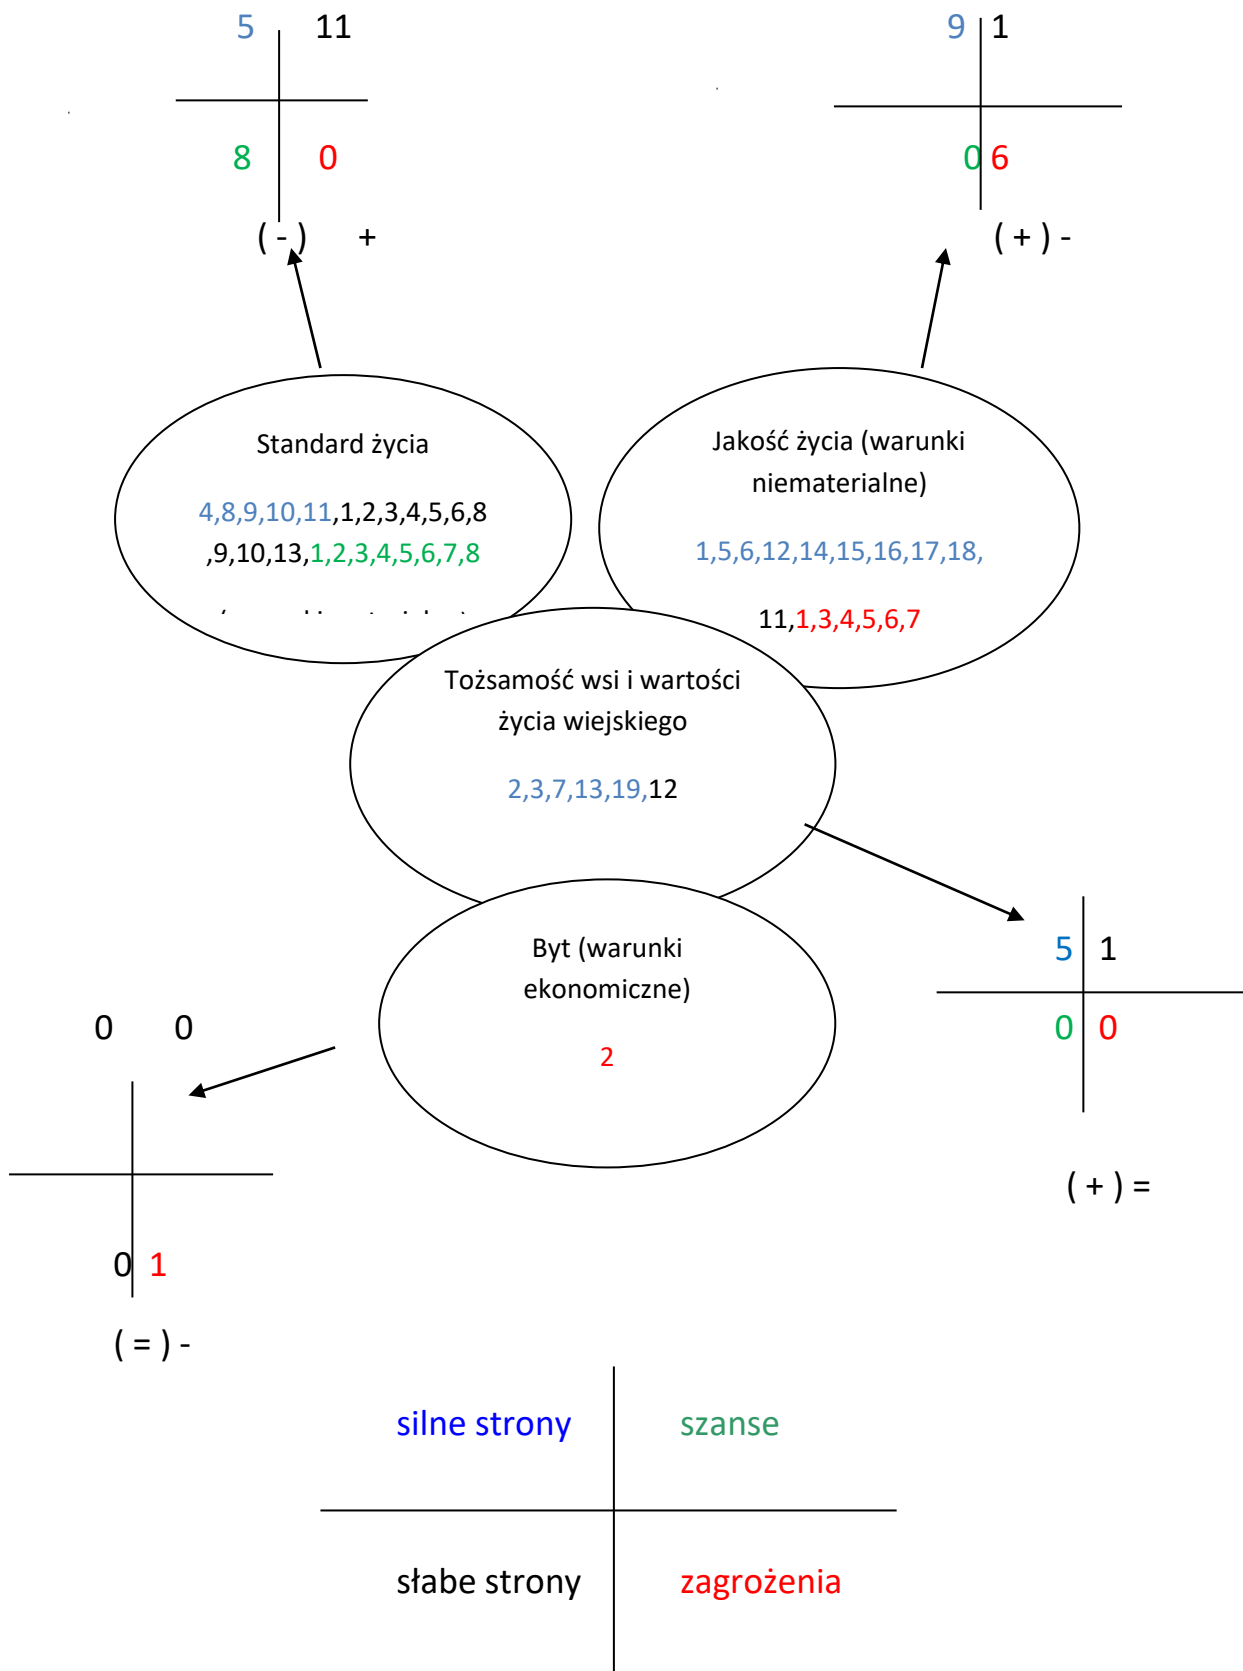 5 11
8 0
( - ) +
9 1
0 6
( + ) -
Standard życia
4,8,9,10,11,1,2,3,4,5,6,8
,9,10,13,1,2,3,4,5,6,7,8
Jakość życia (warunki
niematerialne)
1,5,6,12,14,15,16,17,18,
11,1,3,4,5,6,7
Tożsamość wsi i wartości
życia wiejskiego
2,3,7,13,19,12
Byt (warunki
ekonomiczne)
2
5 1
0 0
( + ) =
0 0
0 1
( = ) -
silne strony szanse
słabe strony zagrożenia